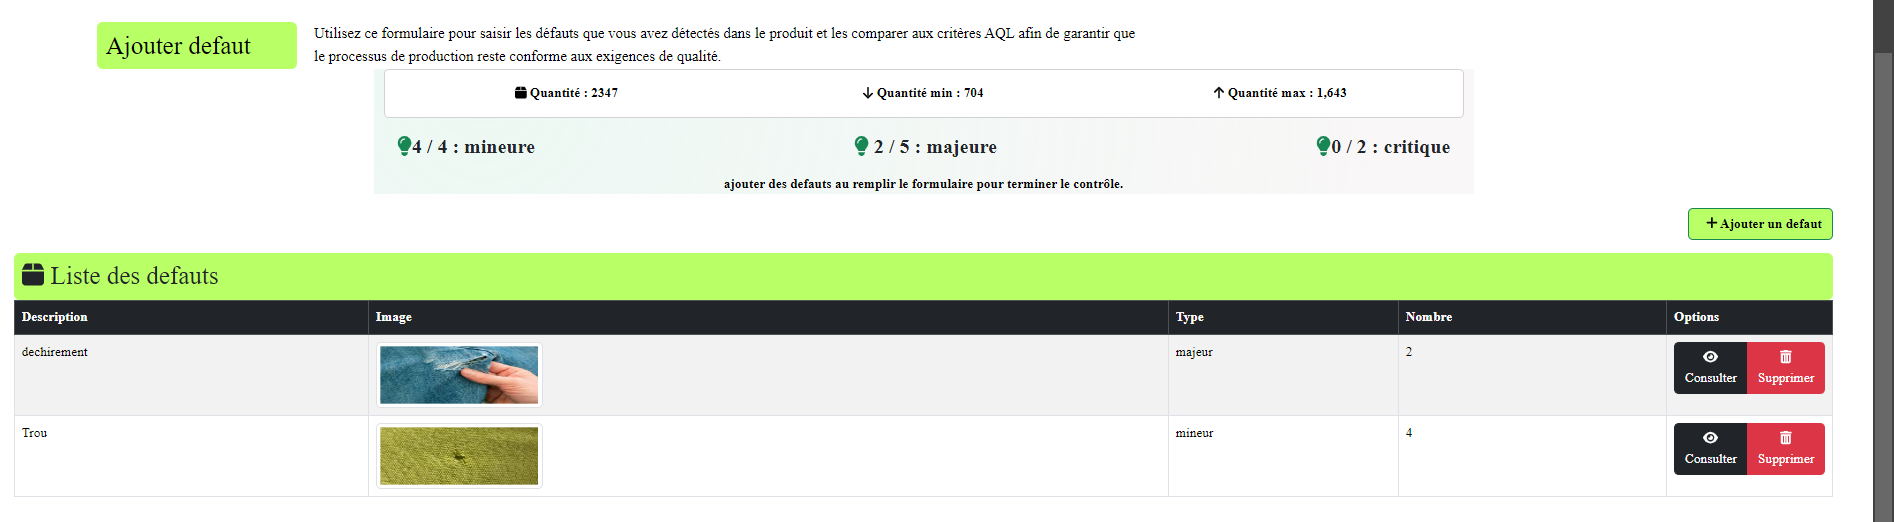 Ajouter defaut
Utilisez ce formulaire pour saisir les défauts que vous avez détectés dans le produit et les comparer aux critères AQL afin de garantir que
le processus de production reste conforme aux exigences de qualité.
Quantité : 2347
Quantité min : 704
Quantité max : 1,643
4 / 4 : mineure
2 / 5 : majeure
0 / 2 : critique
ajouter des defauts au remplir le formulaire pour terminer le contrôle.
+ Ajouter un defaut
Liste des defauts
Description Image Type Nombre Options
dechirement majeur 2
Consulter Supprimer
Trou mineur 4
Consulter Supprimer